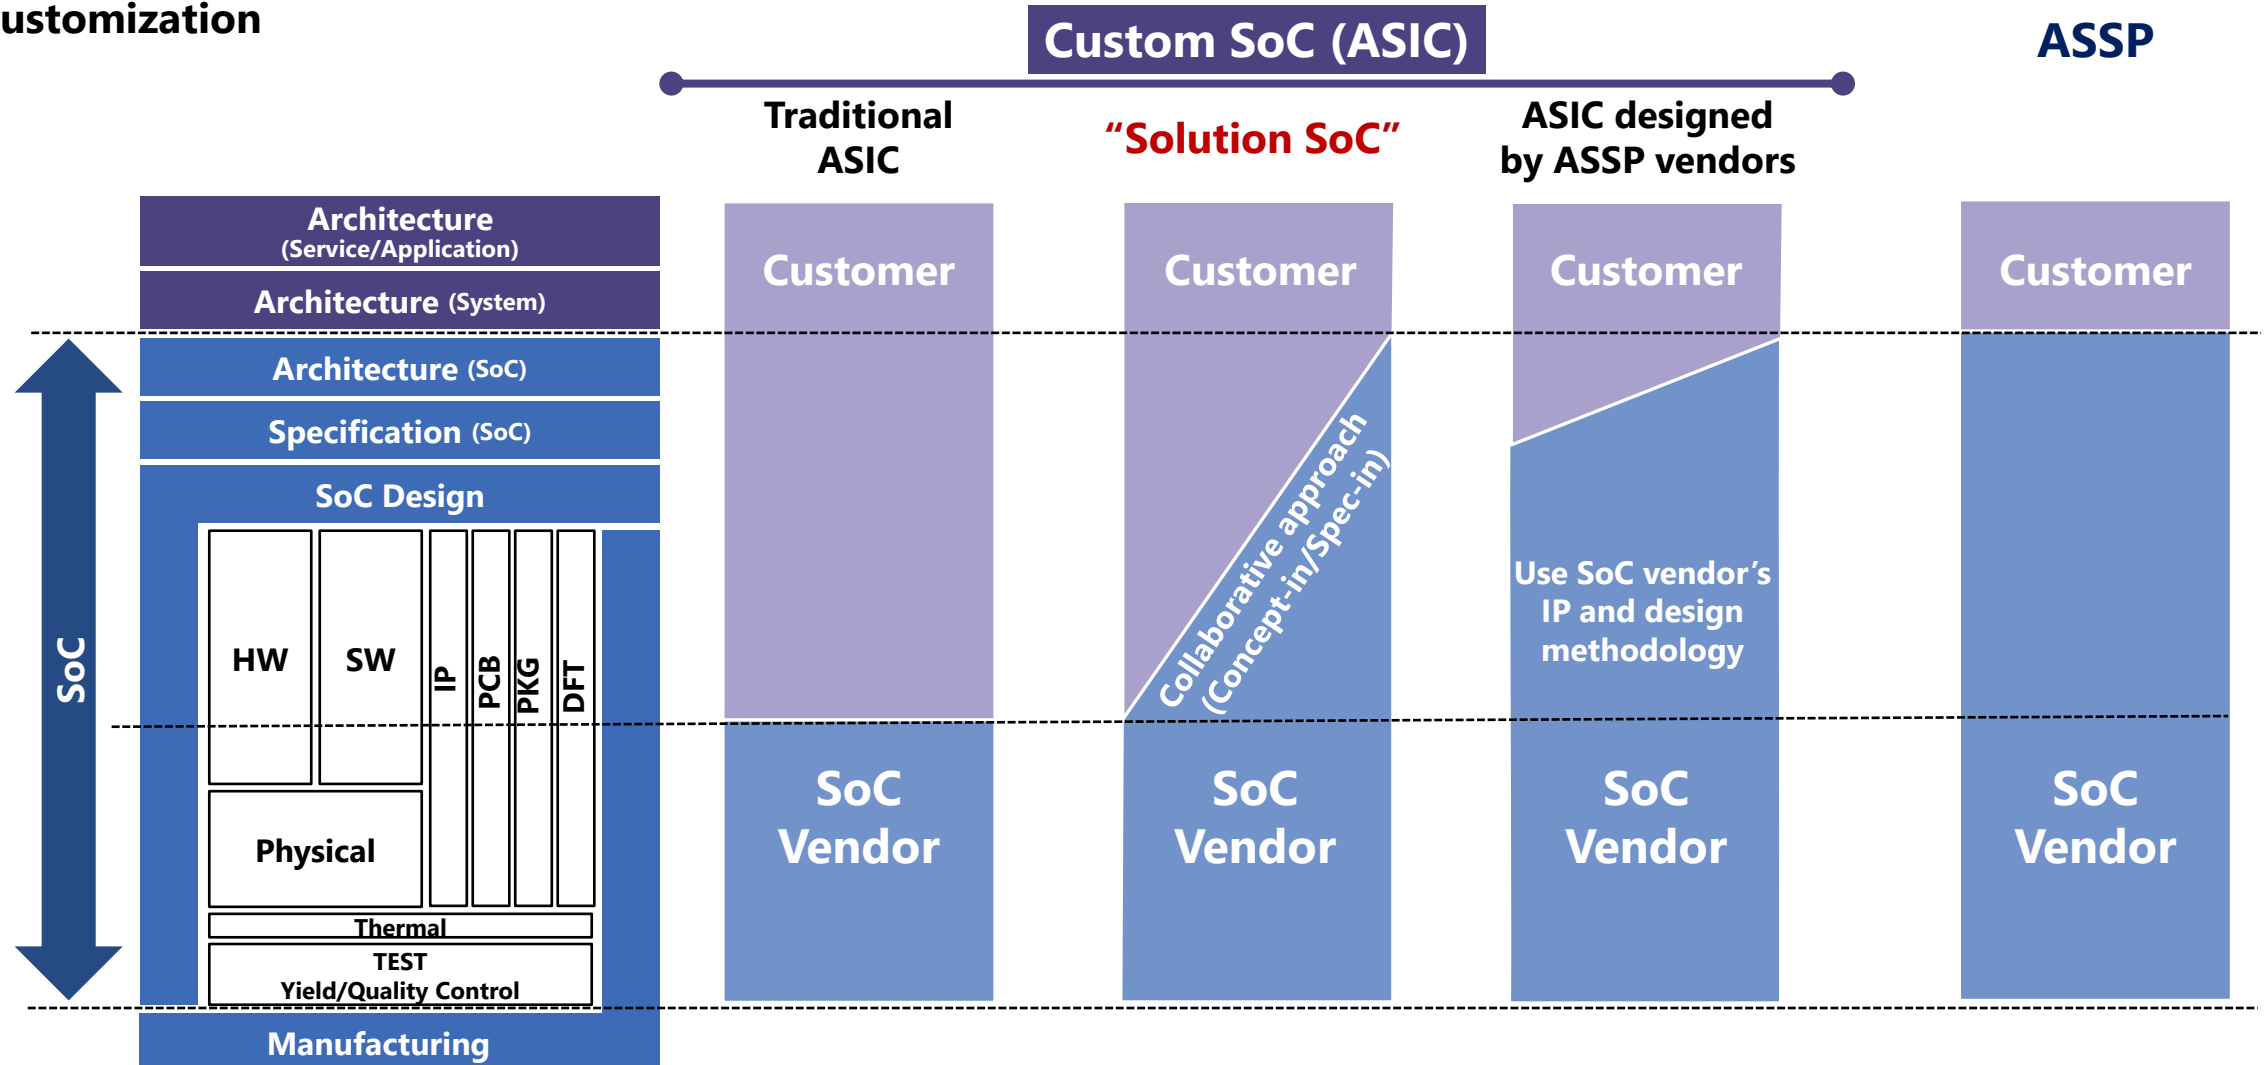 ustomization
Custom SoC (ASIC)
ASSP
Traditional
ASIC
“Solution SoC”
ASIC designed
by ASSP vendors
Architecture
(Service/Application)
Architecture (System)
Architecture (SoC)
Specification (SoC)
SoC Design
HW
SW
IP
PCB
PKG
DFT
Physical
Thermal
TEST
Yield/Quality Control
Manufacturing
SoC
Customer
SoC
Vendor
Customer
Collaborative approach
(Concept-in/Spec-in)
SoC
Vendor
Customer
Use SoC vendor’s
IP and design
methodology
SoC
Vendor
Customer
SoC
Vendor